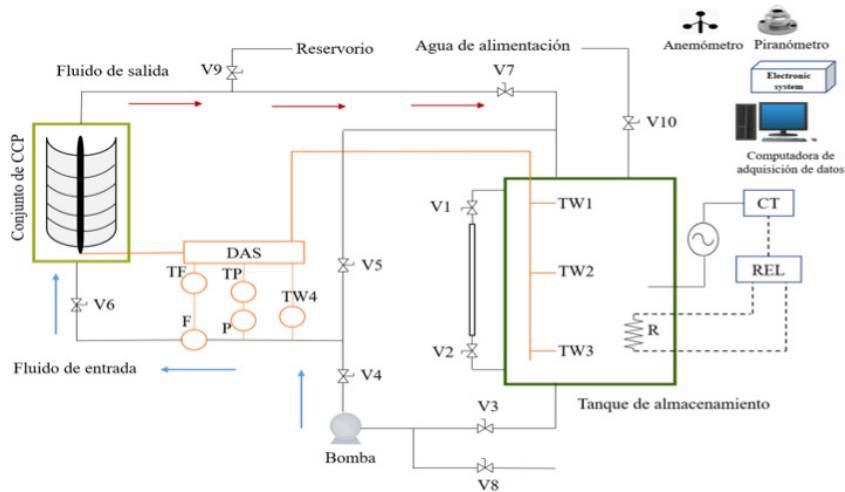 Reservorio
Agua de alimentación
Anemómetro
Piranómetro
Fluido de salida
V9
V7
Electronic
system
V10
Computadora de
adquisición de datos
Conjunto de CCP
V1
TW1
CT
DAS
TF
TP
TW4
V5
TW2
REL
V6
F
P
R
V2
TW3
Fluido de entrada
V4
V3
Tanque de almacenamiento
Bomba
V8